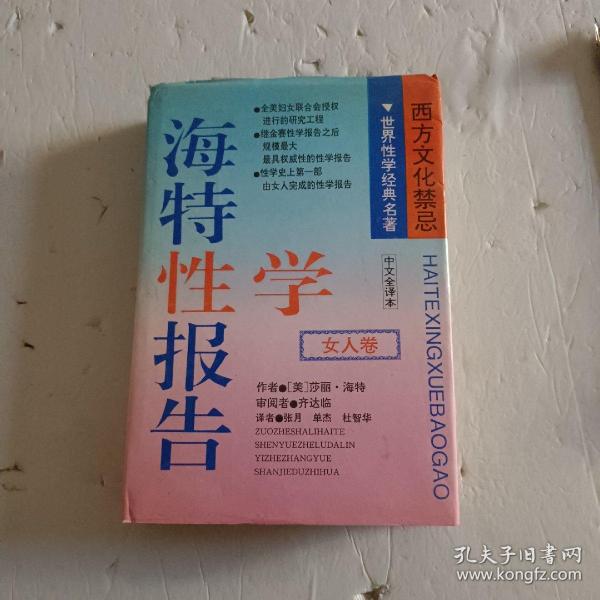 西方文化禁忌
▼世界性学经典名著
中文全译本
●全美妇女联合会授权
进行的研究工程
●继金赛性学报告之后
规模最大
最具权威性的性学报告
●性学史上第一部
由女人完成的性学报告
海特性学报告
女人卷
HAITEXINGXUEBAOGAO
作者●[美]莎丽·海特
审阅者●齐达临
译者●张月 单杰 杜智华
ZUOZHESHALIHAITE
SHENYUEZHELUDALIN
YIZHEZHANGYUE
SHANJIEDUZHIHUA
孔夫子旧书网
www.kongfz.com